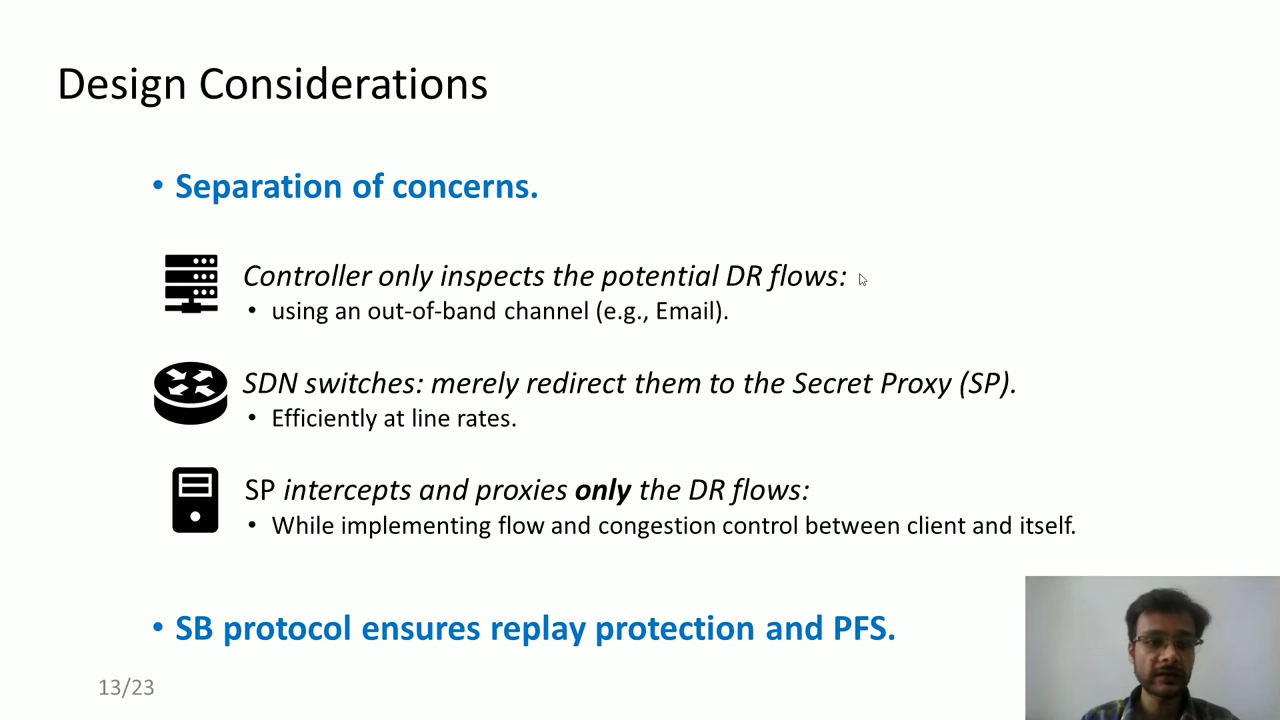 Design Considerations
• Separation of concerns.
Controller only inspects the potential DR flows:
• using an out-of-band channel (e.g., Email).
SDN switches: merely redirect them to the Secret Proxy (SP).
• Efficiently at line rates.
SP intercepts and proxies only the DR flows:
• While implementing flow and congestion control between client and itself.
• SB protocol ensures replay protection and PFS.
13/23